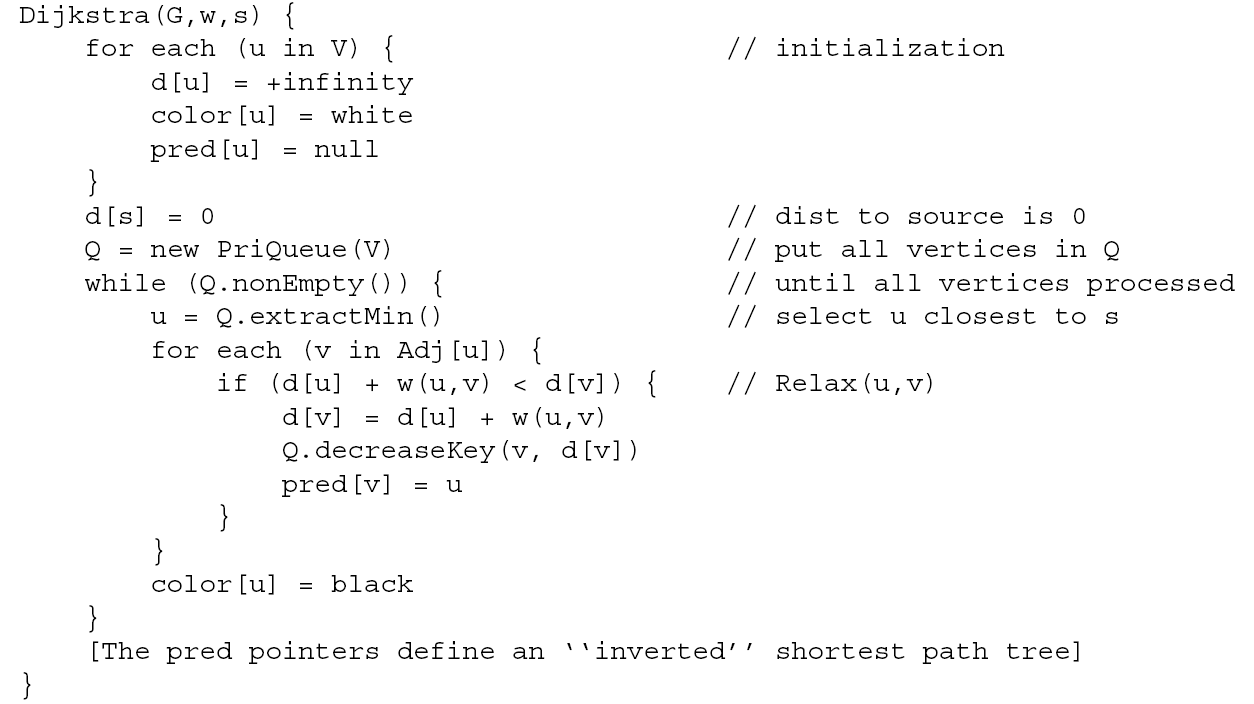 Dijkstra(G,w,s) {
    for each (u in V) {                    // initialization
        d[u] = +infinity
        color[u] = white
        pred[u] = null
    }
    d[s] = 0                               // dist to source is 0
    Q = new PriQueue(V)                    // put all vertices in Q
    while (Q.nonEmpty()) {                 // until all vertices processed
        u = Q.extractMin()                 // select u closest to s
        for each (v in Adj[u]) {
            if (d[u] + w(u,v) < d[v]) {    // Relax(u,v)
                d[v] = d[u] + w(u,v)
                Q.decreaseKey(v, d[v])
                pred[v] = u
            }
        }
        color[u] = black
    }
    [The pred pointers define an ``inverted'' shortest path tree]
}